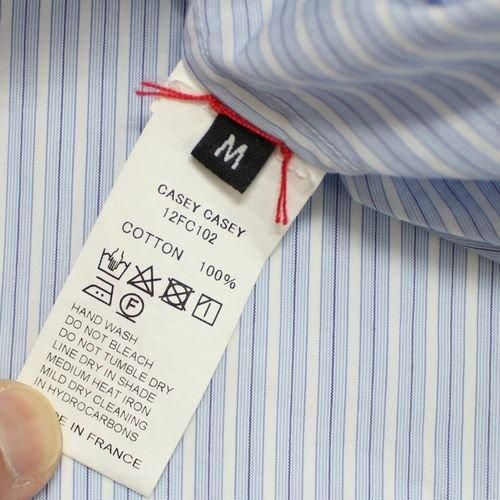 M
CASEY CASEY
12FC102
COTTON 100%
F
HAND WASH
DO NOT BLEACH
DO NOT TUMBLE DRY
LINE DRY IN SHADE
MEDIUM HEAT IRON
MILD DRY CLEANING
IN HYDROCARBONS
IN FRANCE